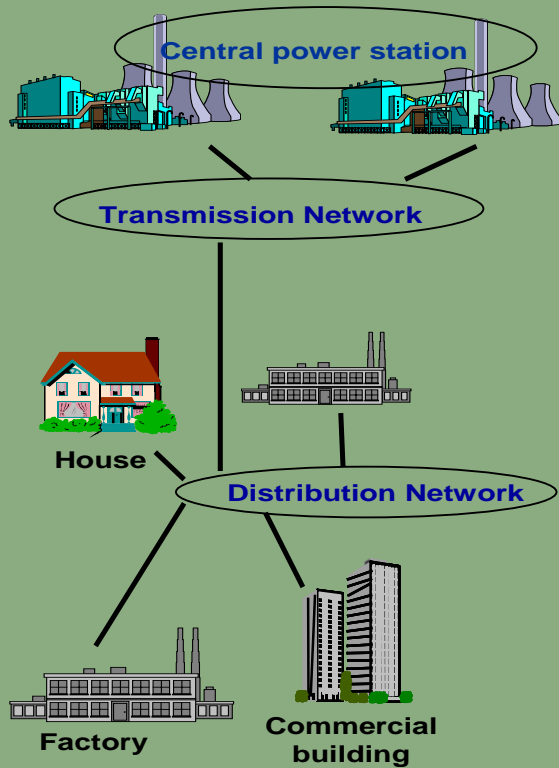 Central power station
Transmission Network
House
Distribution Network
Factory
Commercial
building